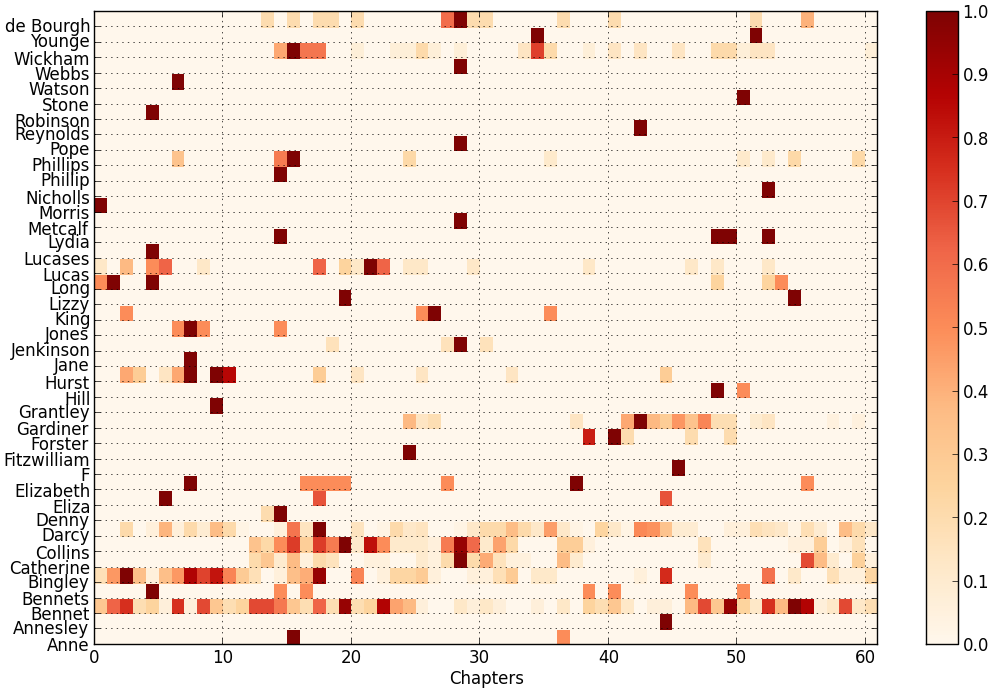 de Bourgh
Younge
Wickham
Webbs
Watson
Stone
Robinson
Reynolds
Pope
Phillips
Phillip
Nicholls
Morris
Metcalf
Lydia
Lucases
Lucas
Long
Lizzy
King
Jones
Jenkinson
Jane
Hurst
Hill
Grantley
Gardiner
Forster
Fitzwilliam
F
Elizabeth
Eliza
Denny
Darcy
Collins
Catherine
Bingley
Bennets
Bennet
Annesley
Anne
0 10 20 30 40 50 60
Chapters
1.0
0.9
0.8
0.7
0.6
0.5
0.4
0.3
0.2
0.1
0.0